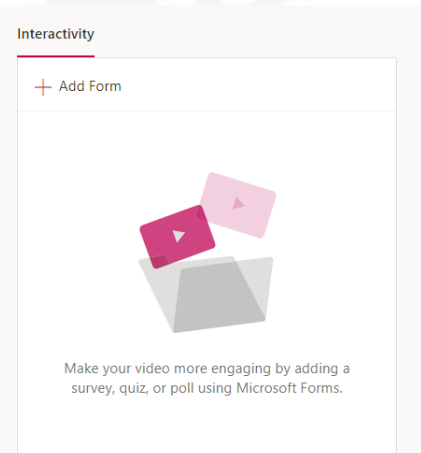 Interactivity
Add Form
Make your video more engaging by adding a
survey, quiz, or poll using Microsoft Forms.